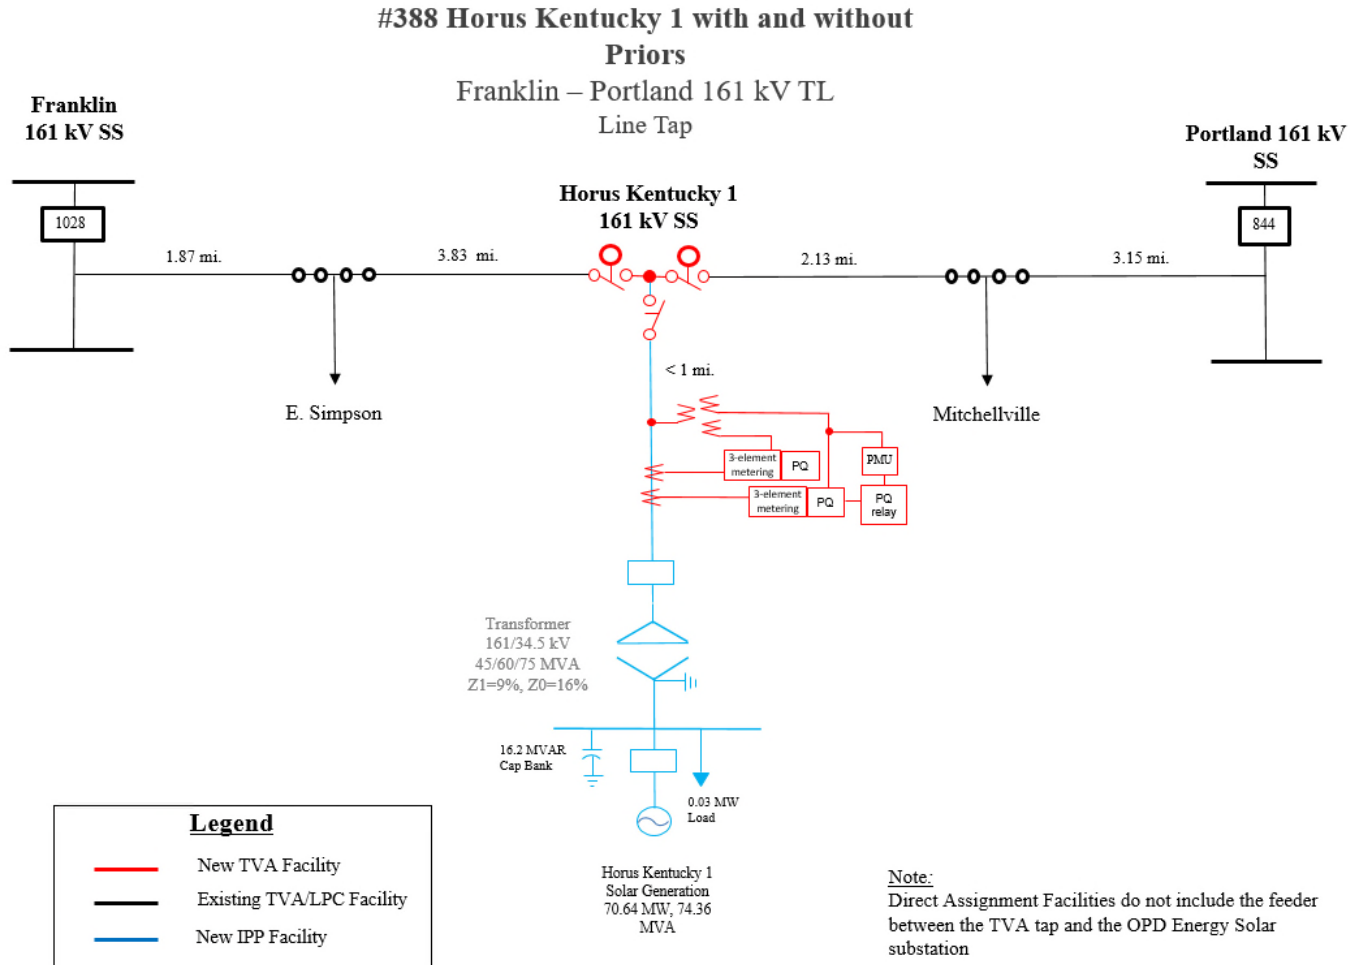 #388 Horus Kentucky 1 with and without
Priors
Franklin – Portland 161 kV TL
Line Tap
Franklin
161 kV SS
Portland 161 kV
SS
Horus Kentucky 1
161 kV SS
1028
844
1.87 mi.
3.83 mi.
2.13 mi.
3.15 mi.
< 1 mi.
E. Simpson
Mitchellville
3-element
metering
PQ
PMU
3-element
metering
PQ
PQ
relay
Transformer
161/34.5 kV
45/60/75 MVA
Z1=9%, Z0=16%
16.2 MVAR
Cap Bank
0.03 MW
Load
Horus Kentucky 1
Solar Generation
70.64 MW, 74.36
MVA
Legend
New TVA Facility
Existing TVA/LPC Facility
New IPP Facility
Note:
Direct Assignment Facilities do not include the feeder
between the TVA tap and the OPD Energy Solar
substation